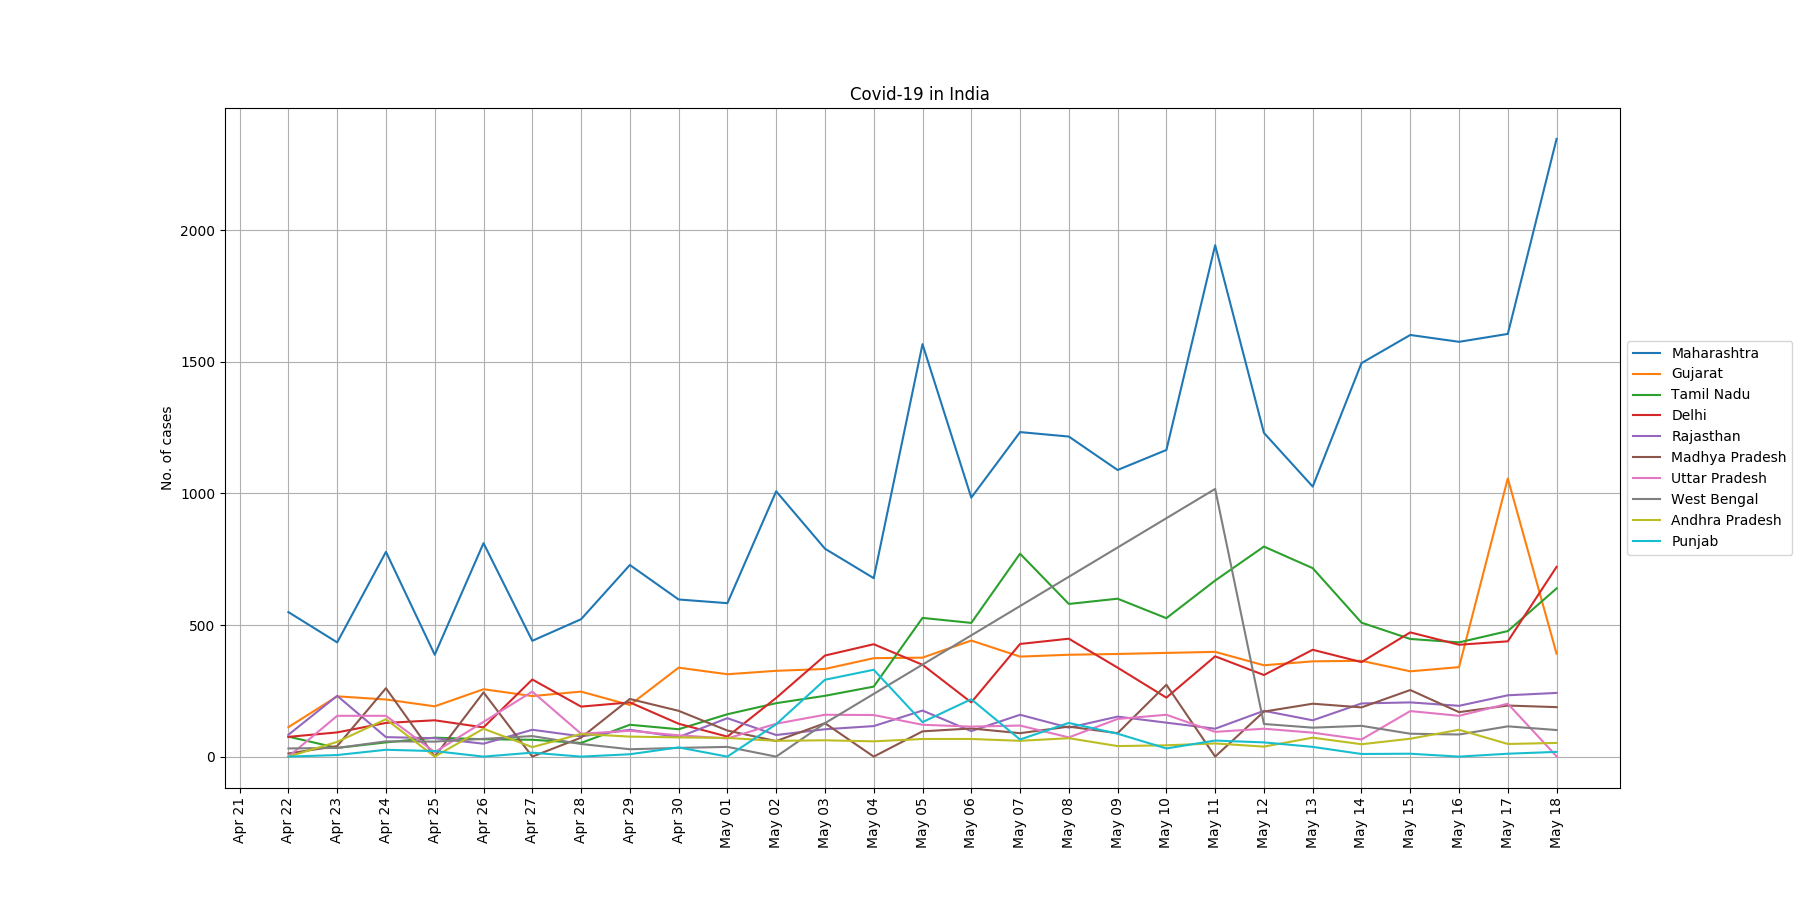 Covid-19 in India
No. of cases
2000
1500
1000
500
0
Apr 21
Apr 22
Apr 23
Apr 24
Apr 25
Apr 26
Apr 27
Apr 28
Apr 29
Apr 30
May 01
May 02
May 03
May 04
May 05
May 06
May 07
May 08
May 09
May 10
May 11
May 12
May 13
May 14
May 15
May 16
May 17
May 18
Maharashtra
Gujarat
Tamil Nadu
Delhi
Rajasthan
Madhya Pradesh
Uttar Pradesh
West Bengal
Andhra Pradesh
Punjab